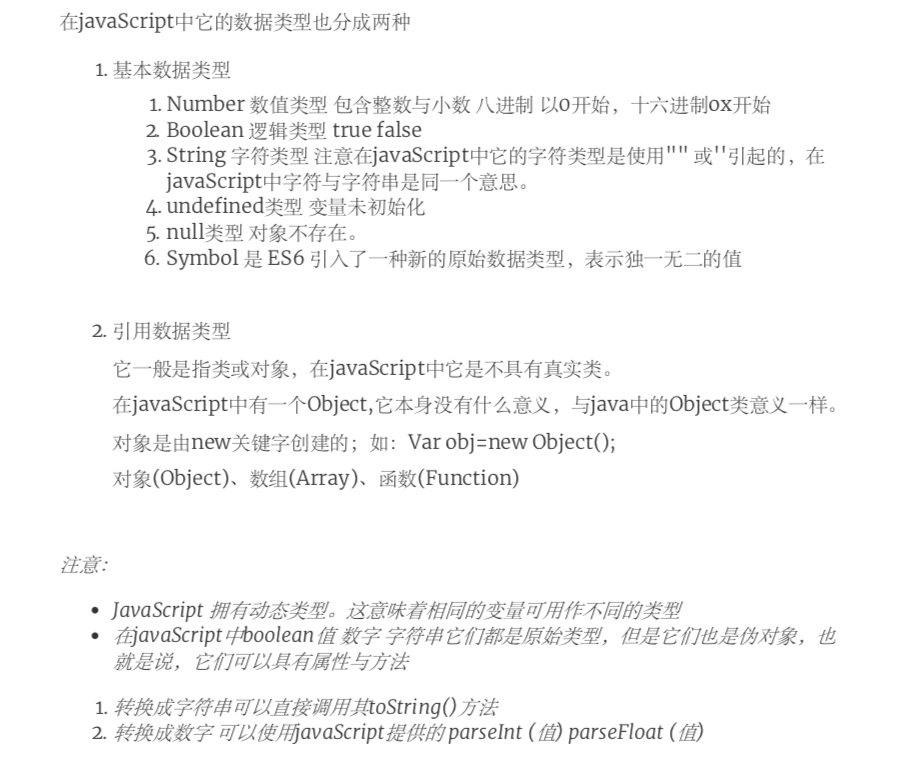 在javaScript中它的数据类型也分成两种
1. 基本数据类型
1. Number 数值类型 包含整数与小数 八进制 以0开始，十六进制0x开始
2. Boolean 逻辑类型 true false
3. String 字符类型 注意在javaScript中它的字符类型是使用"" 或''引起的，在
javaScript中字符与字符串是同一个意思。
4. undefined类型 变量未初始化
5. null类型 对象不存在。
6. Symbol 是 ES6 引入了一种新的原始数据类型，表示独一无二的值
2. 引用数据类型
它一般是指类或对象，在javaScript中它是不具有真实类。
在javaScript中有一个Object,它本身没有什么意义，与java中的Object类意义一样。
对象是由new关键字创建的；如：Var obj=new Object();
对象(Object)、数组(Array)、函数(Function)
注意：
• JavaScript 拥有动态类型。这意味着相同的变量可用作不同的类型
• 在javaScript中boolean值 数字 字符串它们都是原始类型，但是它们也是伪对象，也
就是说，它们可以具有属性与方法
1. 转换成字符串可以直接调用其toString()方法
2. 转换成数字 可以使用javaScript提供的 parseInt (值) parseFloat (值)